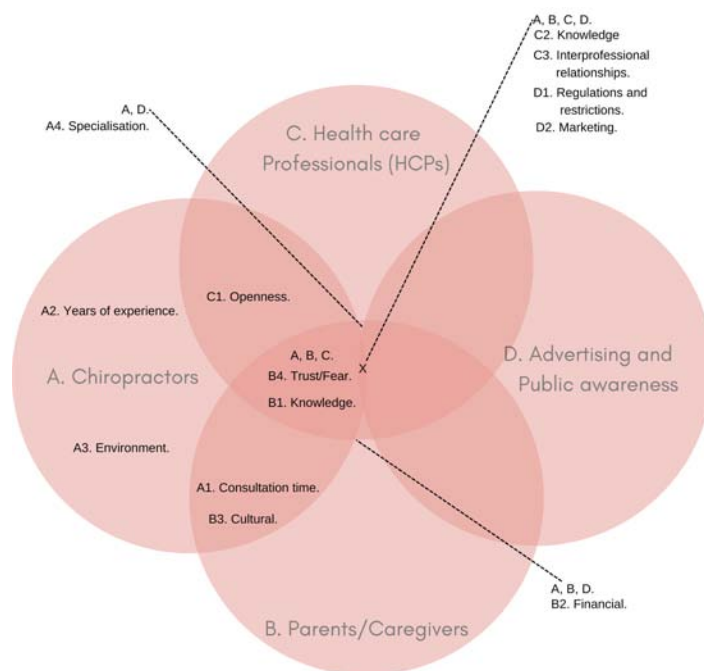 A, B, C, D.
C2. Knowledge
C3. Interprofessional
relationships.
D1. Regulations and
restrictions.
D2. Marketing.
A, D.
A4. Specialisation.
C. Health care
Professionals (HCPs)
C1. Openness.
A2. Years of experience.
A, B, C.
B4. Trust/Fear.
X
B1. Knowledge.
A. Chiropractors
D. Advertising and
Public awareness
A3. Environment.
A1. Consultation time.
B3. Cultural.
A, B, D.
B2. Financial.
B. Parents/Caregivers